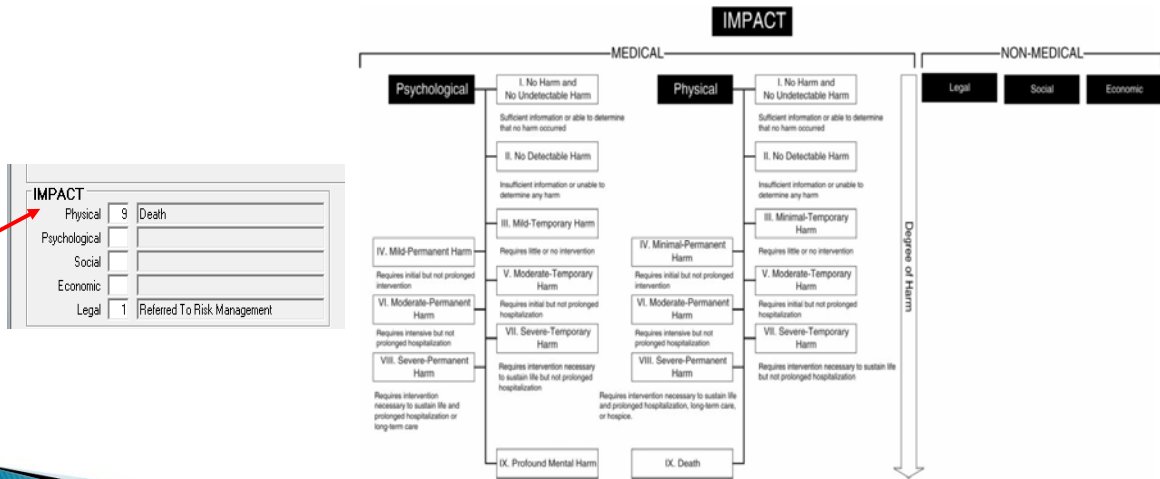 IMPACT
MEDICAL
NON-MEDICAL
Psychological
I. No Harm and
No Undetectable Harm
Sufficient information or able to determine
that no harm occurred
II. No Detectable Harm
Insufficient information or unable to
determine any harm
III. Mild-Temporary Harm
Requires little or no intervention
IV. Mild-Permanent Harm
Requires initial but not prolonged
intervention
V. Moderate-Temporary
Harm
Requires initial but not prolonged
hospitalization
VI. Moderate-Permanent
Harm
Requires intensive but not
prolonged hospitalization
VII. Severe-Temporary
Harm
Requires intervention necessary
to sustain life but not prolonged
hospitalization
VIII. Severe-Permanent
Harm
Requires intervention
necessary to sustain life and
prolonged hospitalization or
long-term care
IX. Profound Mental Harm
Physical
I. No Harm and
No Undetectable Harm
Sufficient information or able to determine
that no harm occurred
II. No Detectable Harm
Insufficient information or unable to
determine any harm
III. Minimal-Temporary
Harm
Requires little or no intervention
IV. Minimal-Permanent
Harm
Requires initial but not prolonged
intervention
V. Moderate-Temporary
Harm
Requires initial but not prolonged
hospitalization
VI. Moderate-Permanent
Harm
Requires intensive but not
prolonged hospitalization
VII. Severe-Temporary
Harm
Requires intervention necessary to sustain life
but not prolonged hospitalization
VIII. Severe-Permanent
Harm
Requires intervention necessary to sustain life
and prolonged hospitalization, long-term care,
or hospice.
IX. Death
Degree of Harm
Legal
Social
Economic
IMPACT
Physical 9 Death
Psychological
Social
Economic
Legal 1 Referred To Risk Management